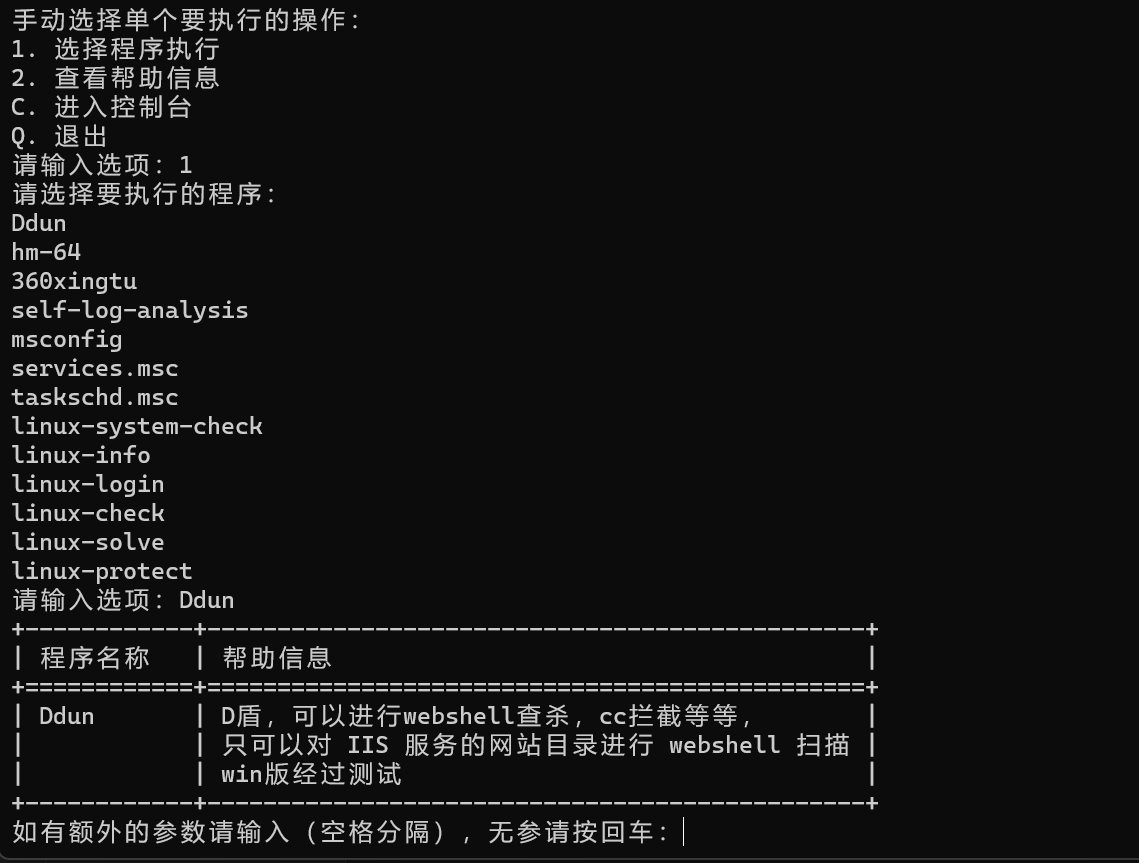 手动选择单个要执行的操作：
1. 选择程序执行
2. 查看帮助信息
C. 进入控制台
Q. 退出
请输入选项：1
请选择要执行的程序：
Ddun
hm-64
360xingtu
self-log-analysis
msconfig
services.msc
taskschd.msc
linux-system-check
linux-info
linux-login
linux-check
linux-solve
linux-protect
请输入选项：Ddun
+------------+-----------------------------------------------+
| 程序名称   | 帮助信息                                      |
+============+===============================================+
| Ddun       | D盾，可以进行webshell查杀，cc拦截等等，        |
|            | 只可以对 IIS 服务的网站目录进行 webshell 扫描 |
|            | win版经过测试                                 |
+------------+-----------------------------------------------+
如有额外的参数请输入（空格分隔），无参请按回车：